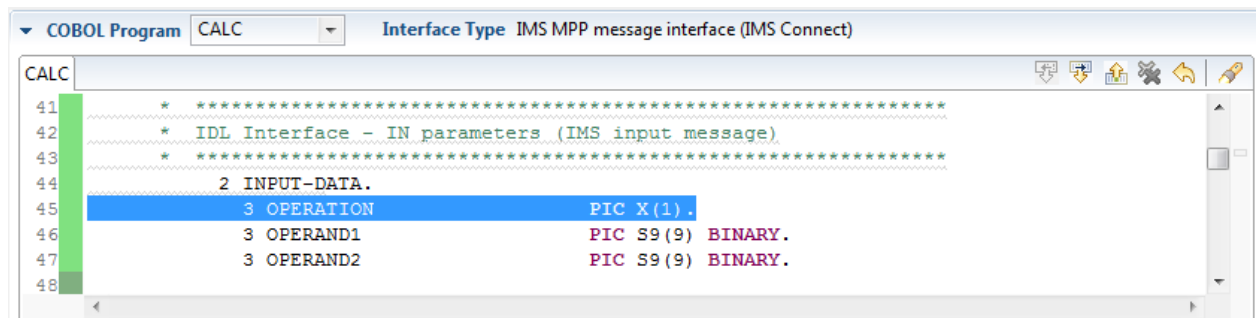 COBOL Program CALC Interface Type IMS MPP message interface (IMS Connect)
CALC
41 * ***************************************************************
42 * IDL Interface - IN parameters (IMS input message)
43 * ***************************************************************
44 2 INPUT-DATA.
45 3 OPERATION PIC X(1).
46 3 OPERAND1 PIC S9(9) BINARY.
47 3 OPERAND2 PIC S9(9) BINARY.
48